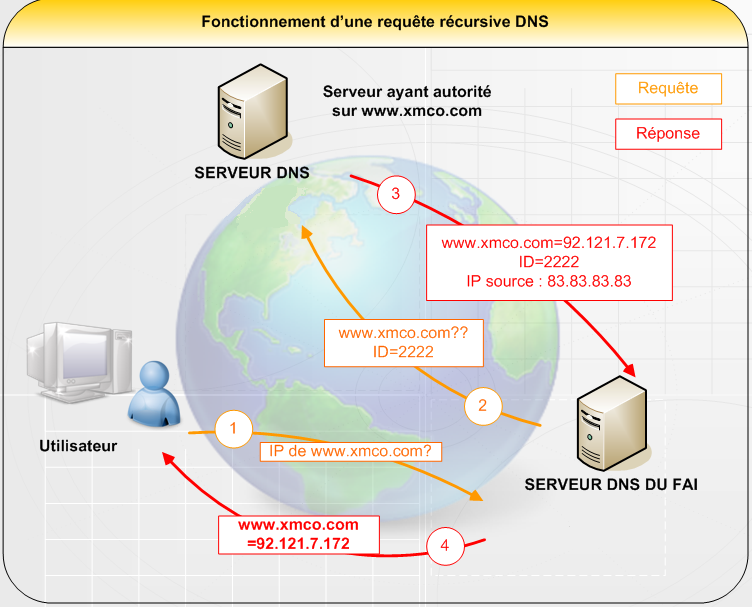 Fonctionnement d'une requête récursive DNS
Serveur ayant autorité
sur www.xmco.com
Requête
Réponse
SERVEUR DNS
3
www.xmco.com=92.121.7.172
ID=2222
IP source : 83.83.83.83
www.xmco.com??
ID=2222
2
1
Utilisateur
IP de www.xmco.com?
SERVEUR DNS DU FAI
www.xmco.com
=92.121.7.172
4